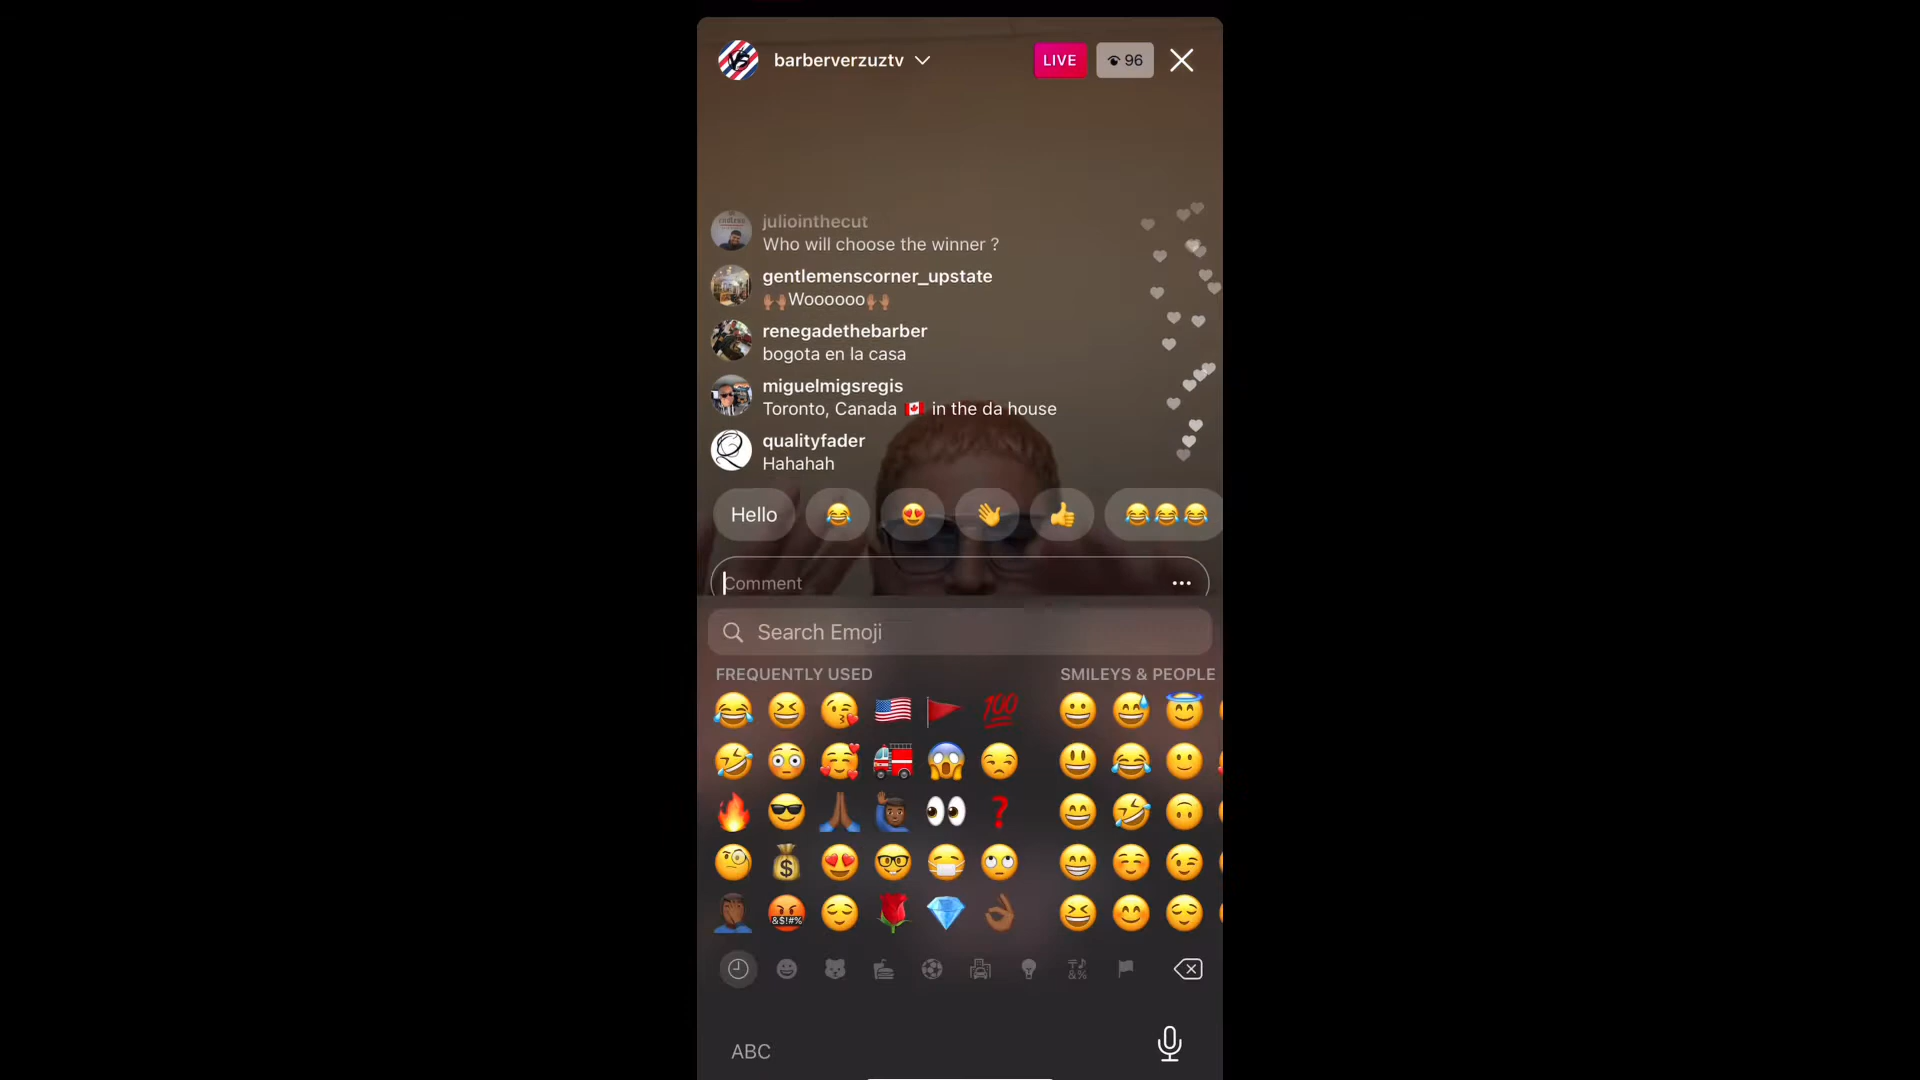 barberverzuztv
LIVE
96
juliointhecut
Who will choose the winner ?
gentlemenscorner_upstate
🙌🏽Woooooo🙌🏽
renegadethebarber
bogota en la casa
miguelmigsregis
Toronto, Canada 🇨🇦 in the da house
qualityfader
Hahahah
Hello
Comment
Search Emoji
FREQUENTLY USED
SMILEYS & PEOPLE
ABC